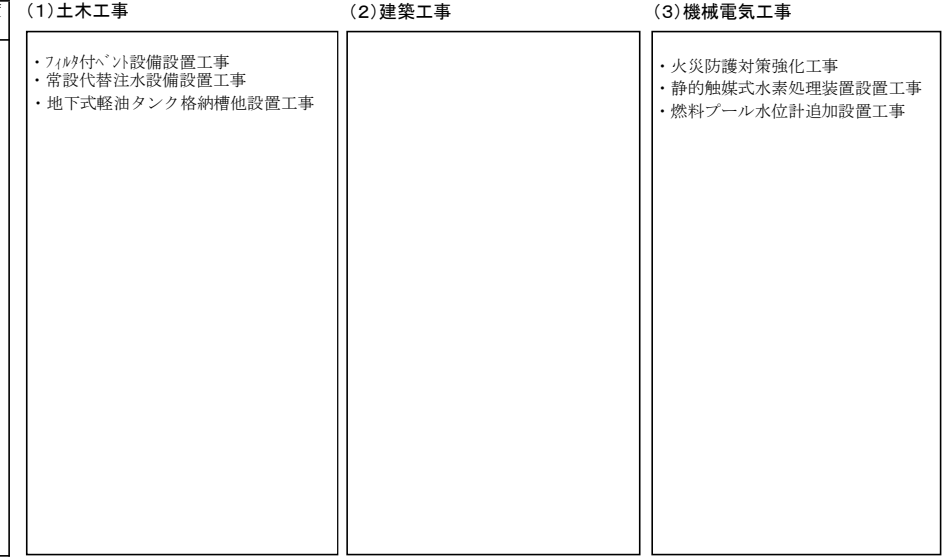 （１）土木工事
・ﾌｨﾙﾀ付ﾍﾞﾝﾄ設備設置工事
・常設代替注水設備設置工事
・地下式軽油タンク格納槽他設置工事
（２）建築工事
（３）機械電気工事
・火災防護対策強化工事
・静的触媒式水素処理装置設置工事
・燃料プール水位計追加設置工事